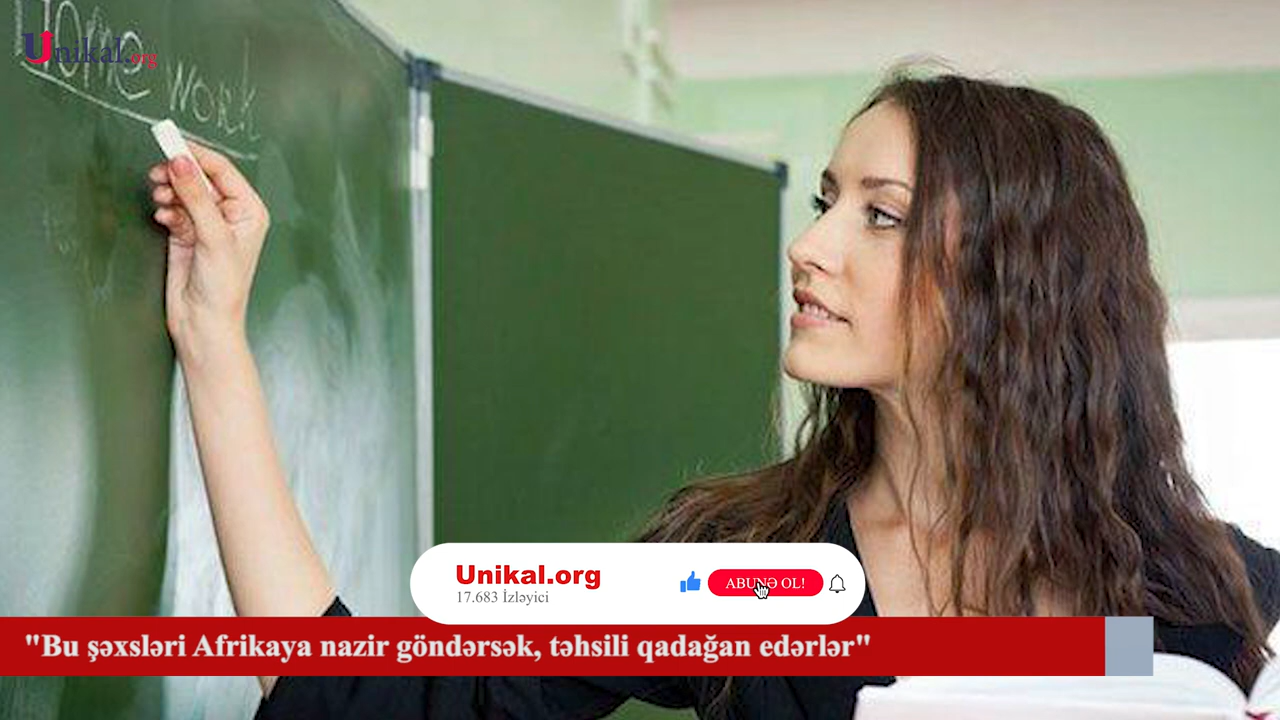 Home work
Unikal.org
Unikal.org
17.683 İzləyici
ABUNƏ OL!
"Bu şəxsləri Afrikaya nazir göndərsək, təhsili qadağan edərlər"